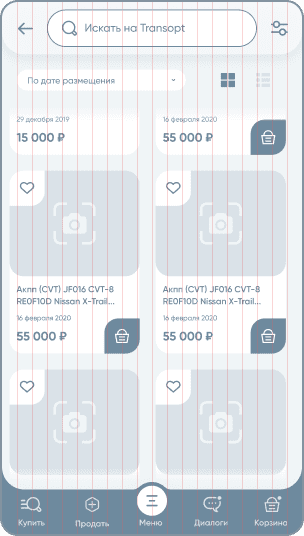 Искать на Transopt
По дате размещения
29 декабря 2019
16 февраля 2020
15 000 ₽
55 000 ₽
Акпп (CVT) JF016 CVT-8
RE0F10D Nissan X-Trail...
16 февраля 2020
55 000 ₽
Акпп (CVT) JF016 CVT-8
RE0F10D Nissan X-Trail...
16 февраля 2020
55 000 ₽
Купить
Продать
Меню
Диалоги
Корзина